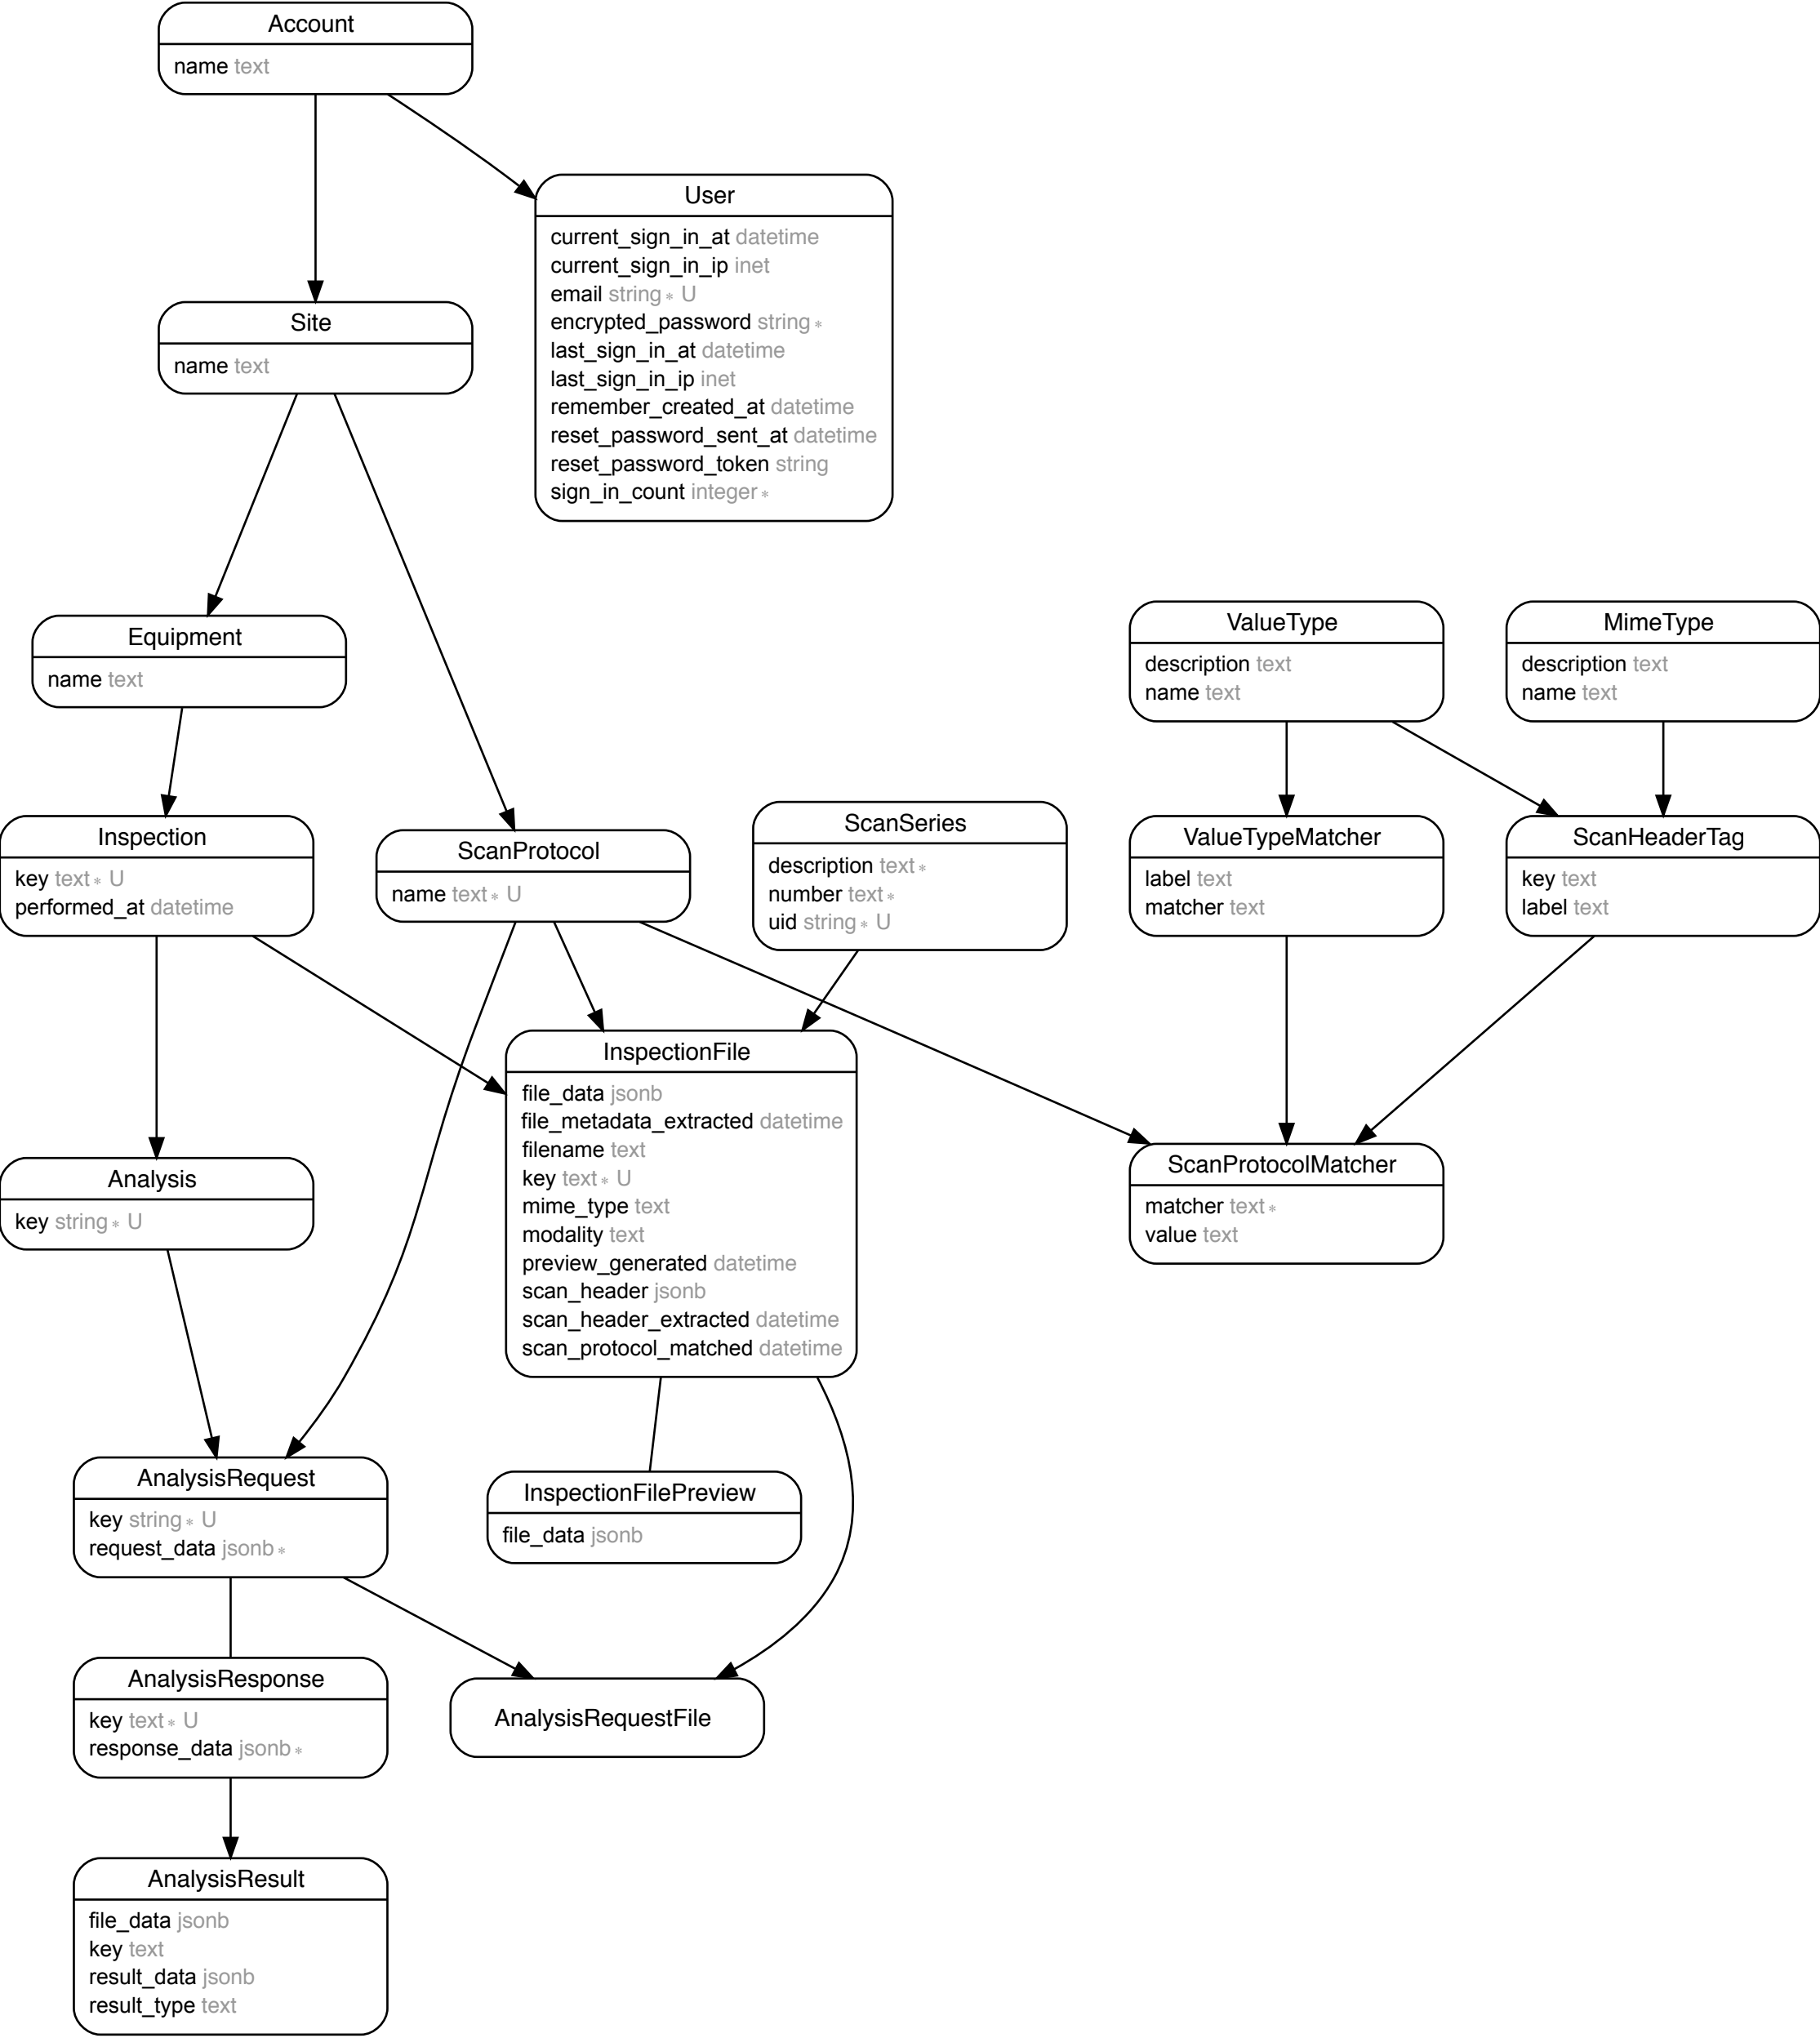 Account
name text
User
current_sign_in_at datetime
current_sign_in_ip inet
email string∗ U
encrypted_password string∗
last_sign_in_at datetime
last_sign_in_ip inet
remember_created_at datetime
reset_password_sent_at datetime
reset_password_token string
sign_in_count integer∗
Site
name text
Equipment
name text
ValueType
description text
name text
MimeType
description text
name text
Inspection
key text∗ U
performed_at datetime
ScanProtocol
name text∗ U
ScanSeries
description text∗
number text∗
uid string∗ U
ValueTypeMatcher
label text
matcher text
ScanHeaderTag
key text
label text
InspectionFile
file_data jsonb
file_metadata_extracted datetime
filename text
key text∗ U
mime_type text
modality text
preview_generated datetime
scan_header jsonb
scan_header_extracted datetime
scan_protocol_matched datetime
Analysis
key string∗ U
ScanProtocolMatcher
matcher text∗
value text
AnalysisRequest
key string∗ U
request_data jsonb∗
InspectionFilePreview
file_data jsonb
AnalysisResponse
key text∗ U
response_data jsonb∗
AnalysisRequestFile
AnalysisResult
file_data jsonb
key text
result_data jsonb
result_type text